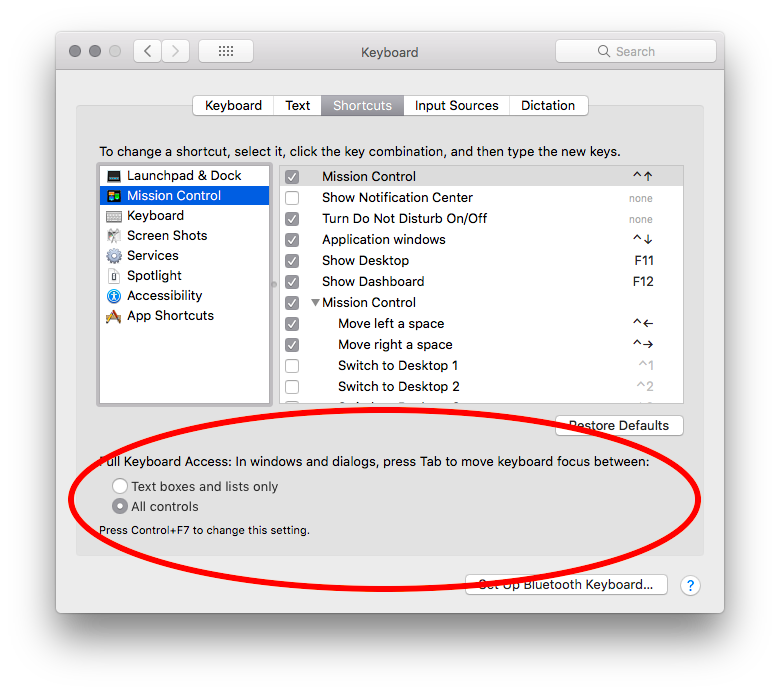 Keyboard
Search
Keyboard Text Shortcuts Input Sources Dictation
To change a shortcut, select it, click the key combination, and then type the new keys.
Launchpad & Dock
Mission Control
Keyboard
Screen Shots
Services
Spotlight
Accessibility
App Shortcuts
Mission Control ^↑
Show Notification Center none
Turn Do Not Disturb On/Off none
Application windows ^↓
Show Desktop F11
Show Dashboard F12
Mission Control
Move left a space ^←
Move right a space ^→
Switch to Desktop 1 ^1
Switch to Desktop 2 ^2
Restore Defaults
Full Keyboard Access: In windows and dialogs, press Tab to move keyboard focus between:
Text boxes and lists only
All controls
Press Control+F7 to change this setting.
Set Up Bluetooth Keyboard...
?